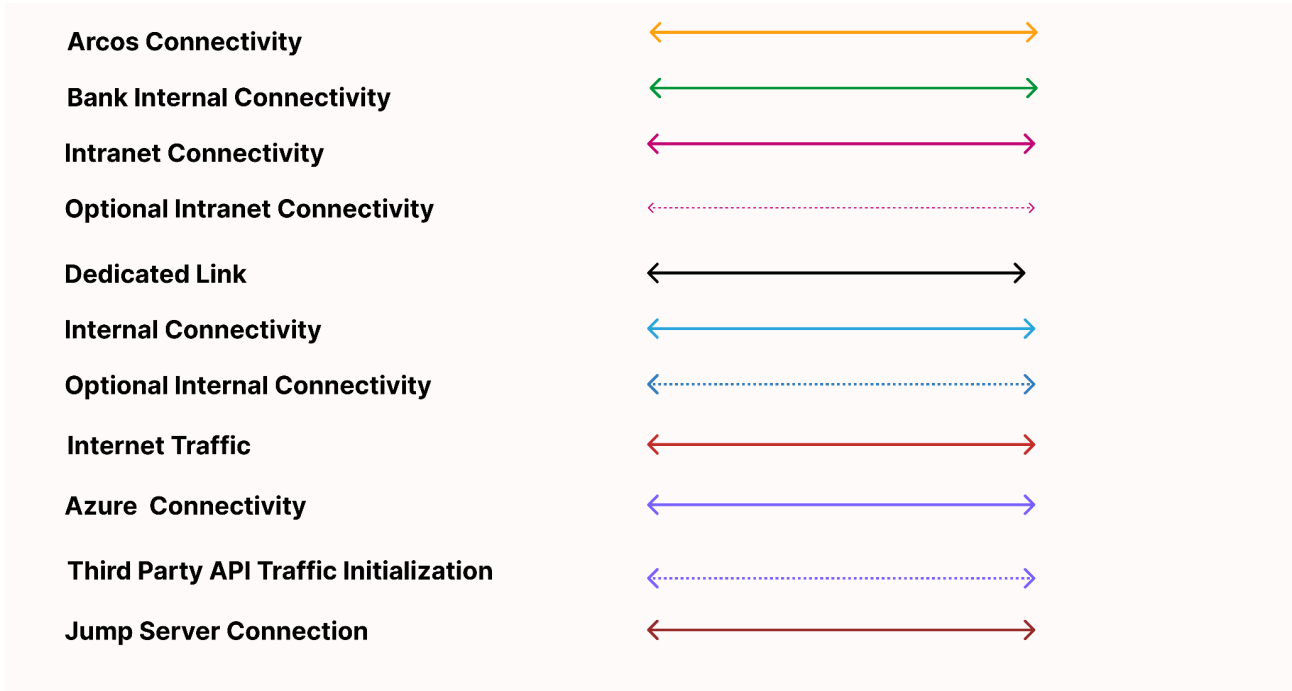 Arcos Connectivity
Bank Internal Connectivity
Intranet Connectivity
Optional Intranet Connectivity
Dedicated Link
Internal Connectivity
Optional Internal Connectivity
Internet Traffic
Azure  Connectivity
Third Party API Traffic Initialization
Jump Server Connection